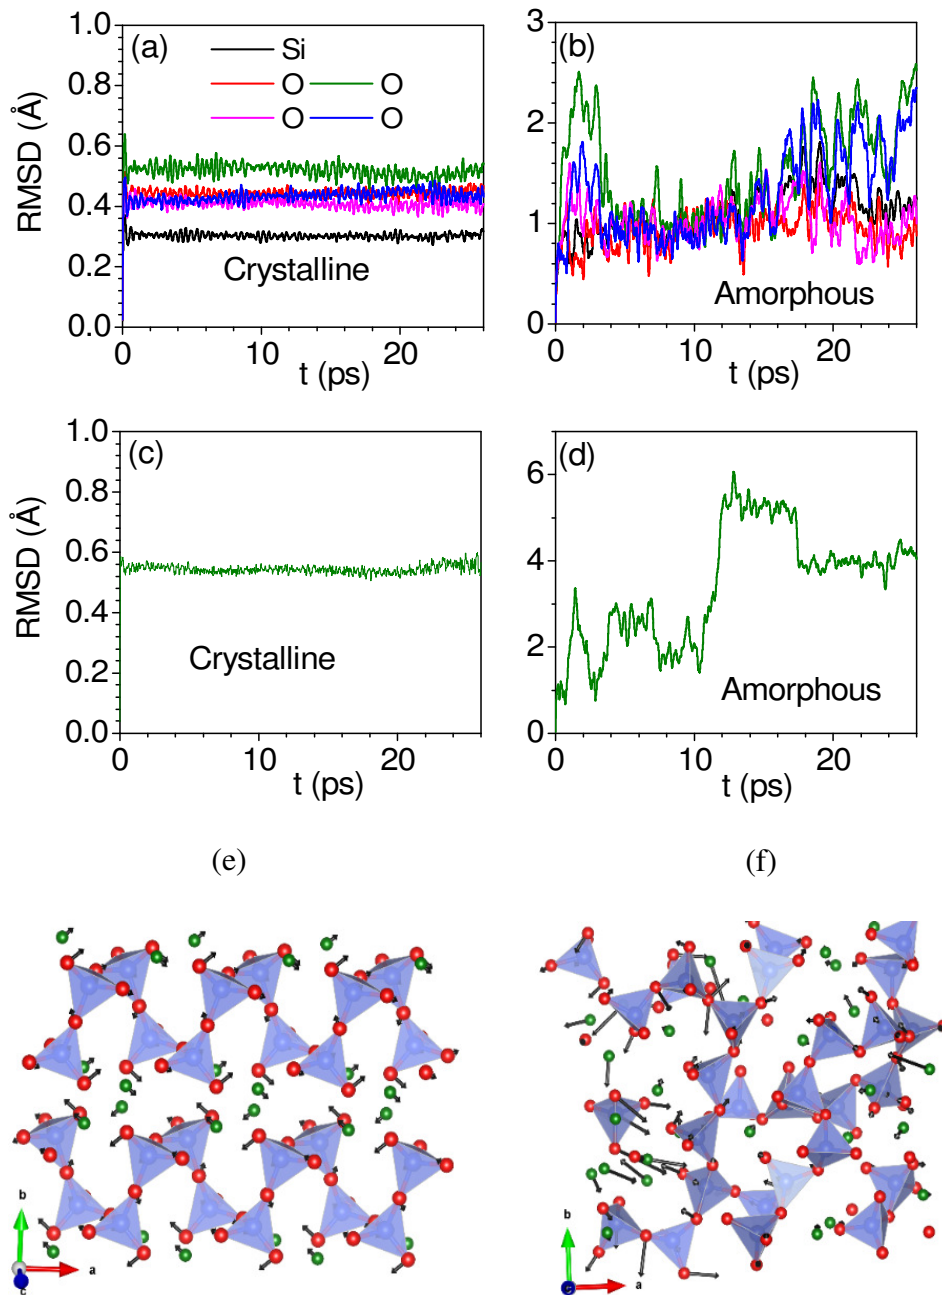 (a)
Si
O
O
O
O
Crystalline
RMSD (Å)
1.0
0.8
0.6
0.4
0.2
0.0
0
10
20
t (ps)
(b)
Amorphous
3
2
1
0
0
10
20
t (ps)
(c)
Crystalline
RMSD (Å)
1.0
0.8
0.6
0.4
0.2
0.0
0
10
20
t (ps)
(d)
Amorphous
6
4
2
0
0
10
20
t (ps)
(e)
(f)
b
a
c
b
a